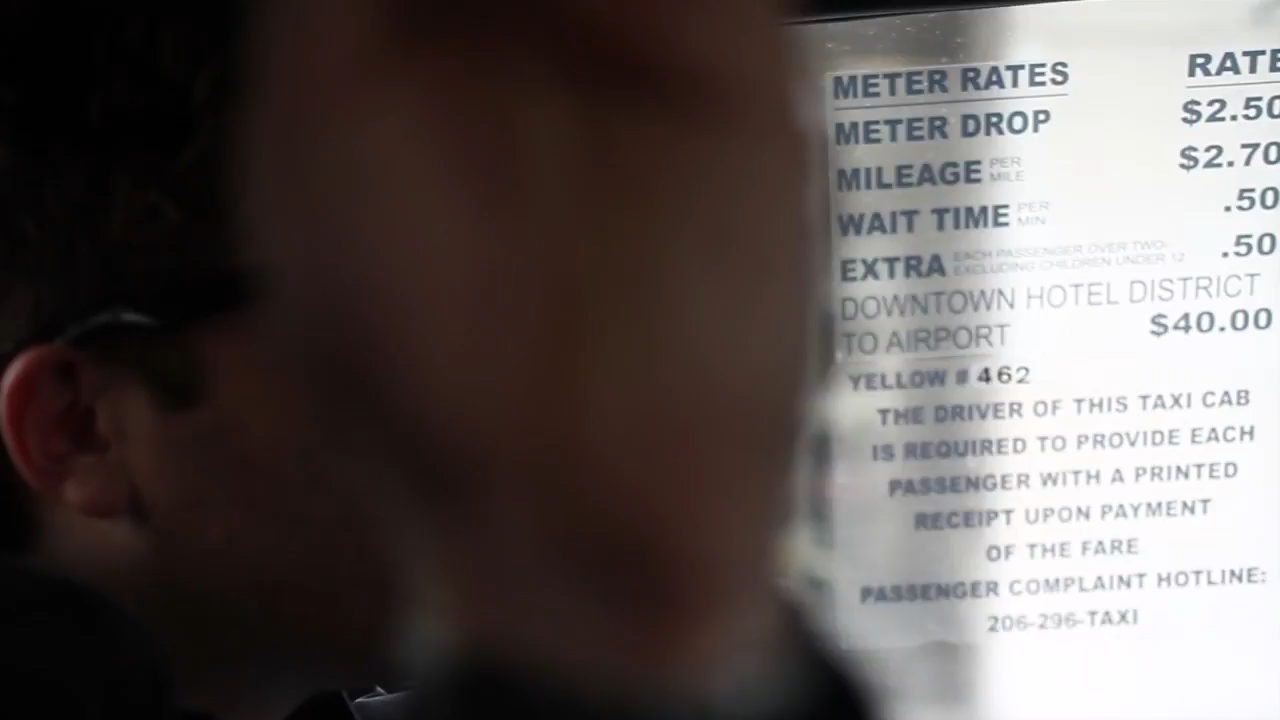 METER RATES RATE
METER DROP $2.50
MILEAGE PER MILE $2.70
WAIT TIME PER MIN .50
EXTRA EACH PASSENGER OVER TWO- EXCLUDING CHILDREN UNDER 12 .50
DOWNTOWN HOTEL DISTRICT
TO AIRPORT $40.00
YELLOW # 462
THE DRIVER OF THIS TAXI CAB
IS REQUIRED TO PROVIDE EACH
PASSENGER WITH A PRINTED
RECEIPT UPON PAYMENT
OF THE FARE
PASSENGER COMPLAINT HOTLINE:
206-296-TAXI